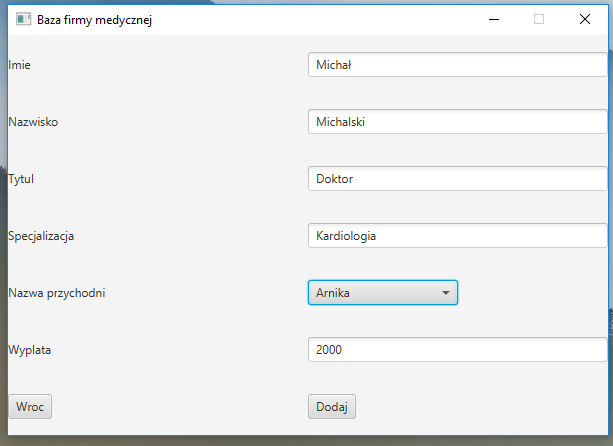 Baza firmy medycznej
Imie Michał
Nazwisko Michalski
Tytul Doktor
Specjalizacja Kardiologia
Nazwa przychodni Arnika
Wyplata 2000
Wroc Dodaj